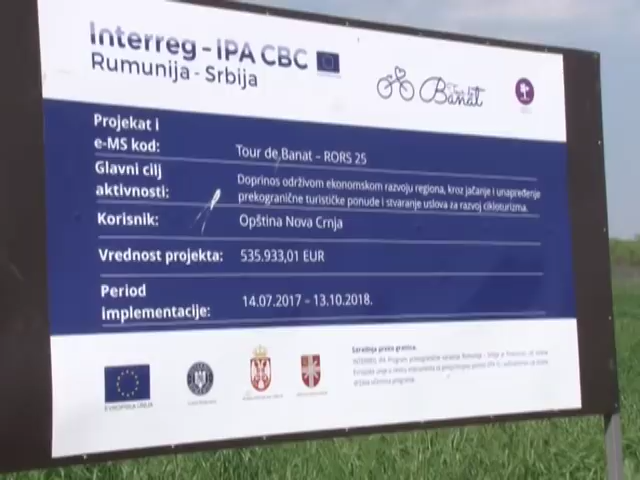 Interreg - IPA CBC
Rumunija - Srbija
Tour de
Banat
Projekat i
e-MS kod:
Tour de Banat – RORS 25
Glavni cilj
aktivnosti:
Doprinos održivom ekonomskom razvoju regiona, kroz jačanje i unapređenje
prekogranične turističke ponude i stvaranje uslova za razvoj cikloturizma.
Korisnik:
Opština Nova Crnja
Vrednost projekta:
535.933,01 EUR
Period
implementacije:
14.07.2017 – 13.10.2018.
EVROPSKA UNIJA
Saradnja preko granica.